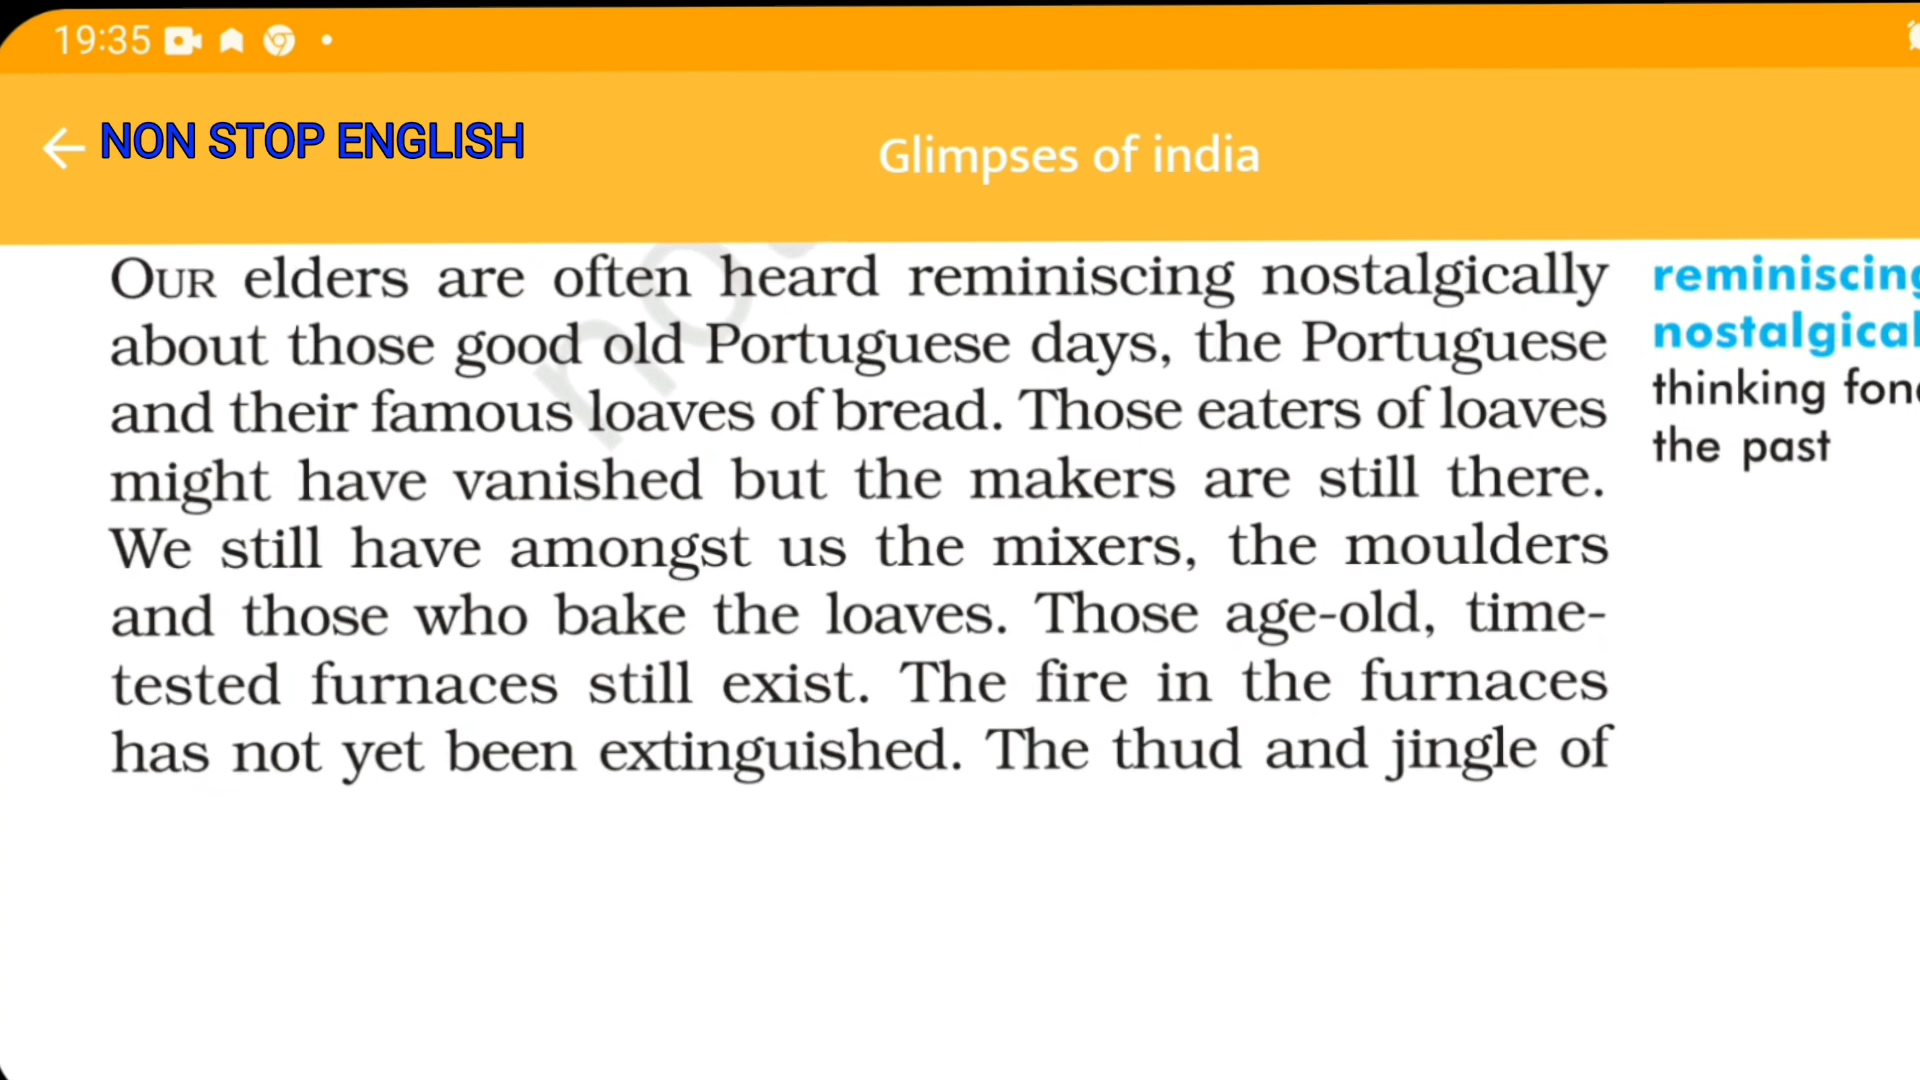 19:35
NON STOP ENGLISH
Glimpses of india
OUR elders are often heard reminiscing nostalgically
about those good old Portuguese days, the Portuguese
and their famous loaves of bread. Those eaters of loaves
might have vanished but the makers are still there.
We still have amongst us the mixers, the moulders
and those who bake the loaves. Those age-old, time-
tested furnaces still exist. The fire in the furnaces
has not yet been extinguished. The thud and jingle of
reminiscing
nostalgical
thinking fon
the past